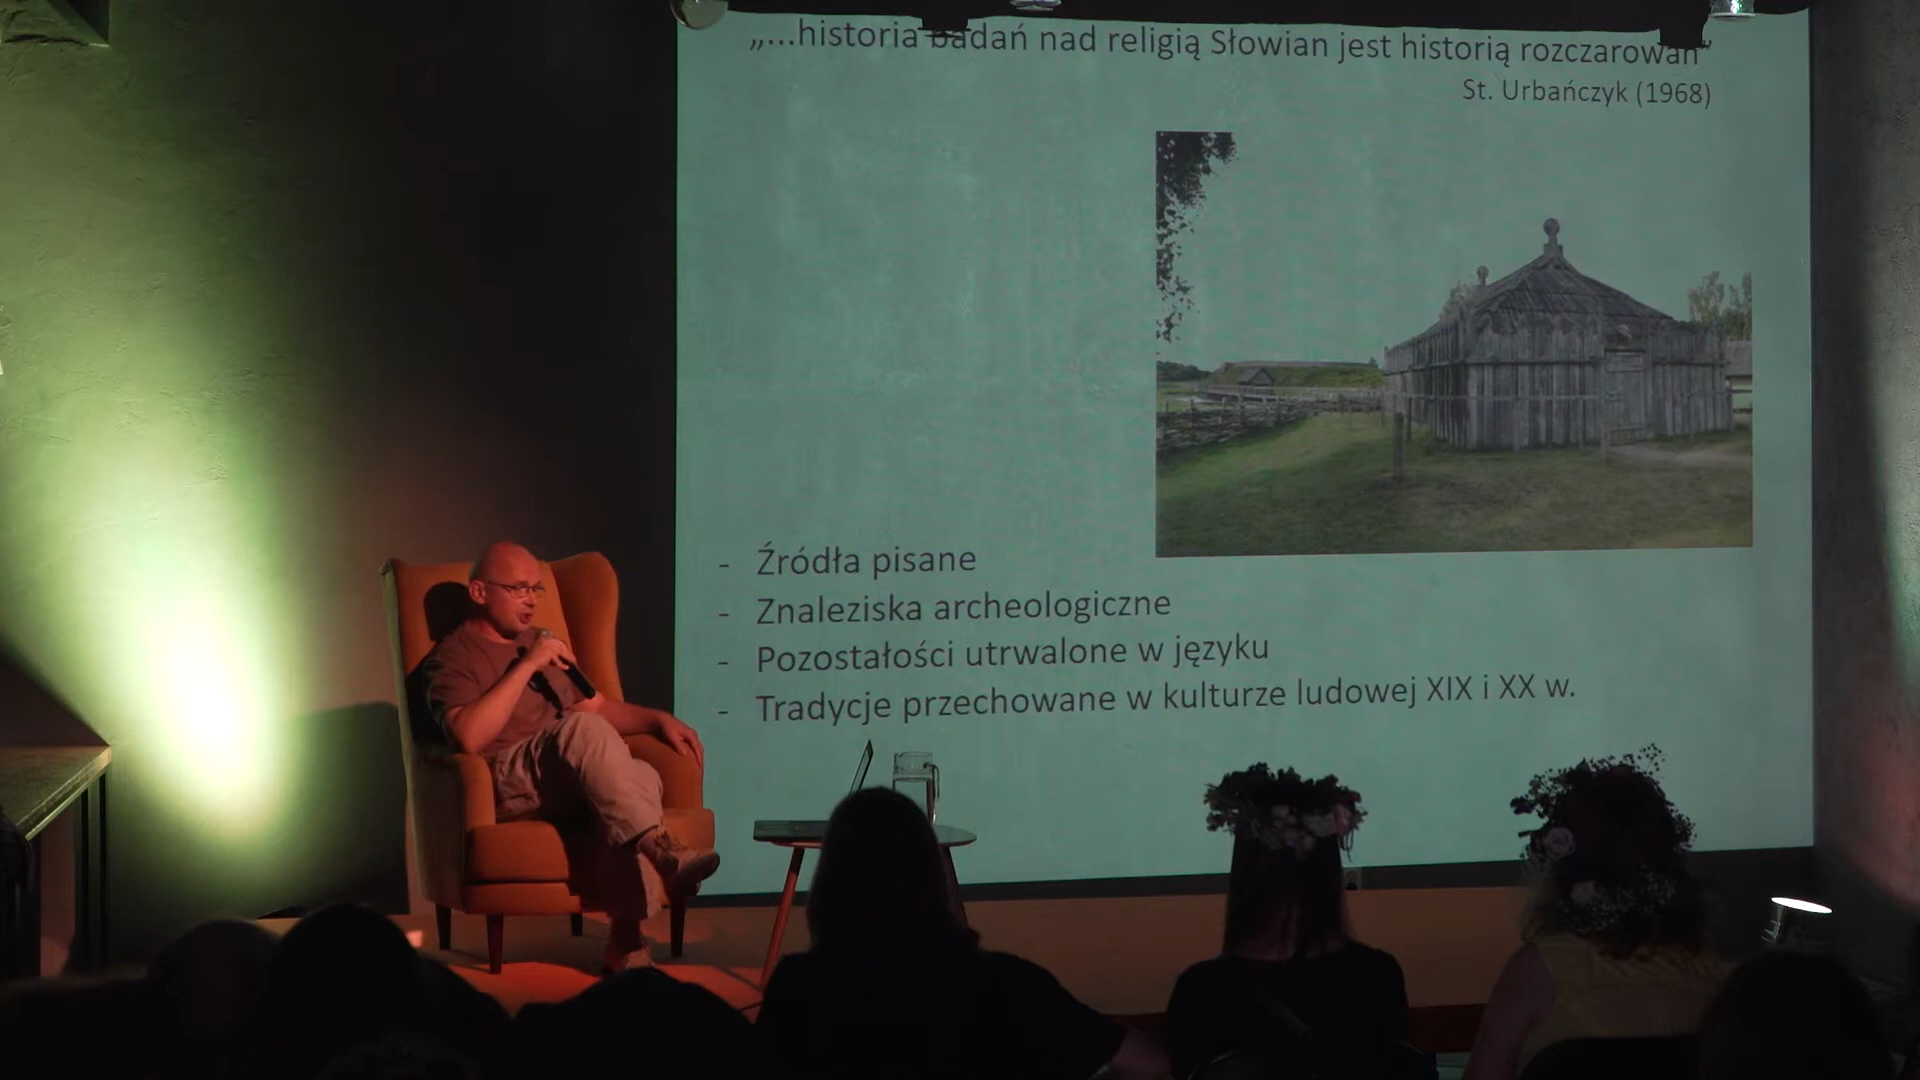 „...historia badań nad religią Słowian jest historią rozczarowań”
St. Urbańczyk (1968)
- Źródła pisane
- Znaleziska archeologiczne
- Pozostałości utrwalone w języku
- Tradycje przechowane w kulturze ludowej XIX i XX w.